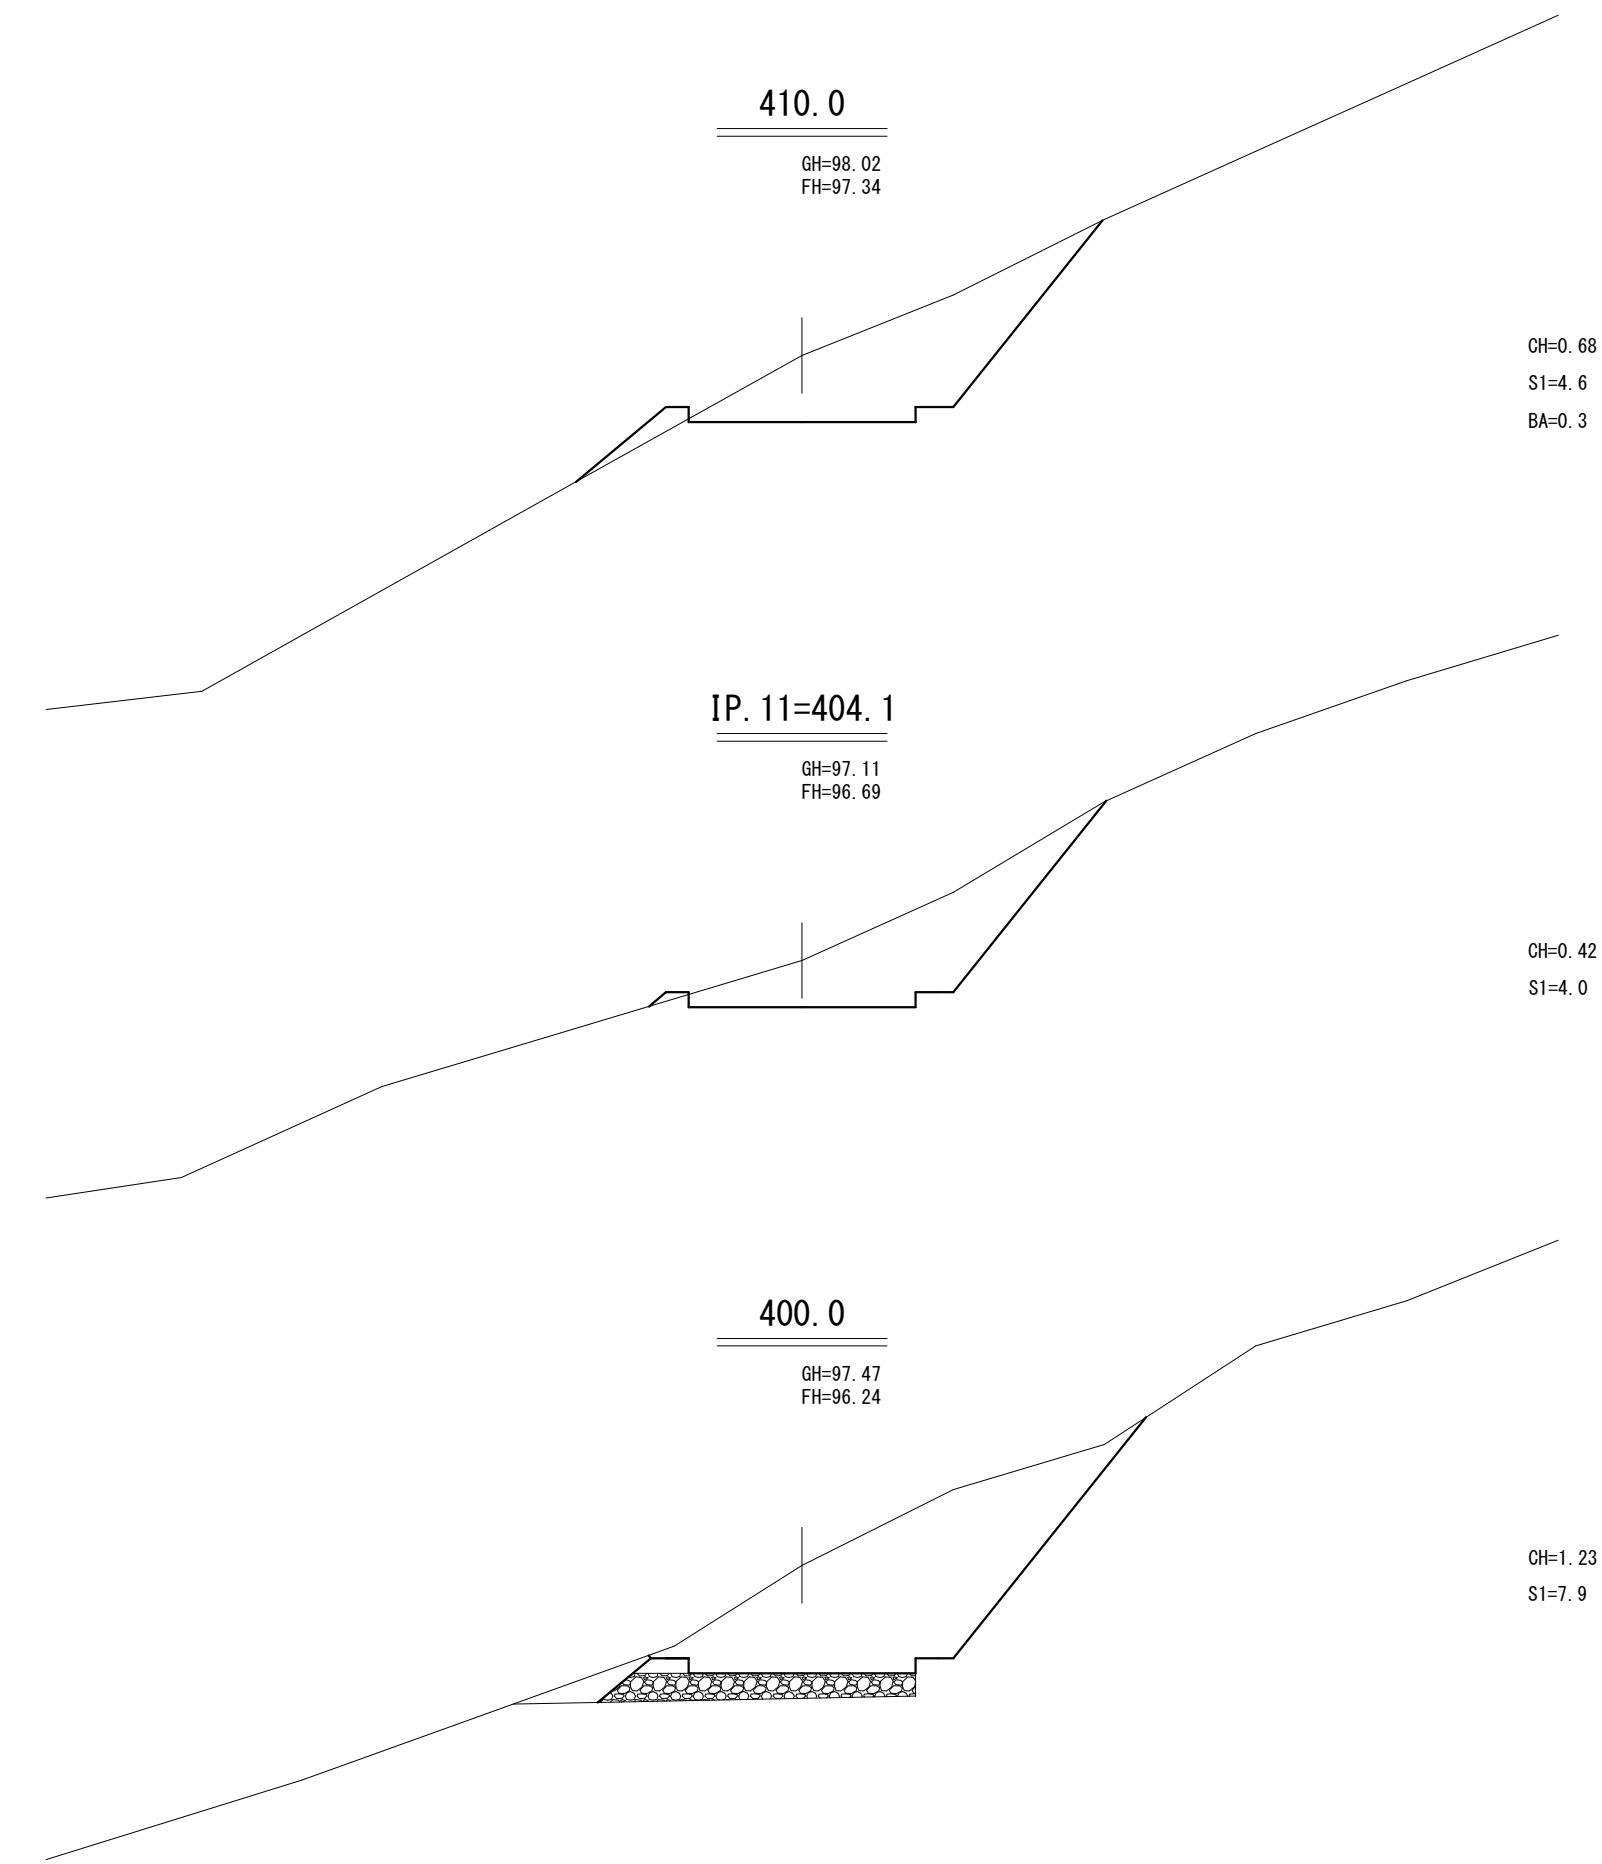 410.0
GH=98.02
FH=97.34
CH=0.68
S1=4.6
BA=0.3
IP.11=404.1
GH=97.11
FH=96.69
CH=0.42
S1=4.0
400.0
GH=97.47
FH=96.24
CH=1.23
S1=7.9